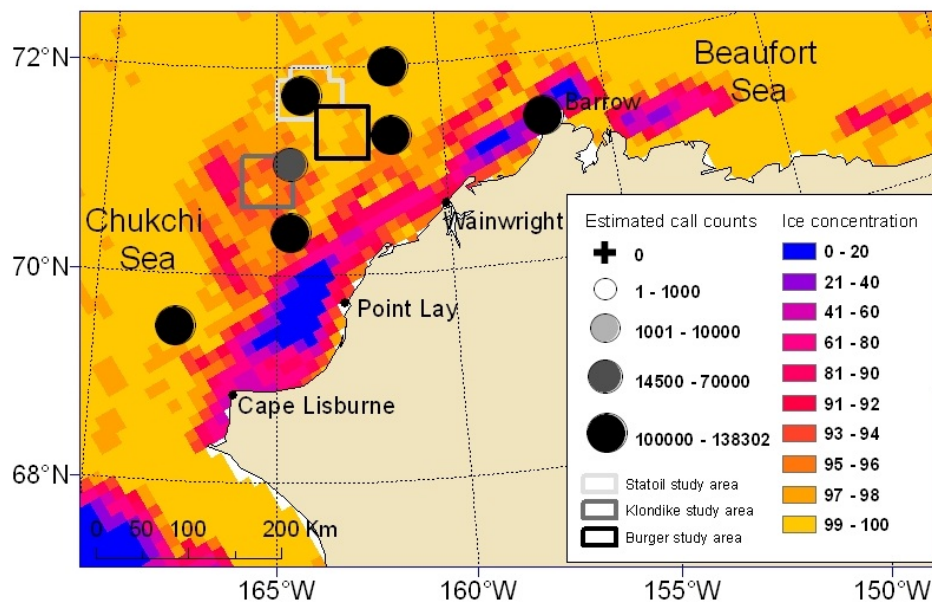 72°N
70°N
68°N
165°W
160°W
155°W
150°W
Beaufort
Sea
Barrow
Wainwright
Chukchi
Sea
Point Lay
Cape Lisburne
0 50 100 200 Km
Estimated call counts
0
1 - 1000
1001 - 10000
14500 - 70000
100000 - 138302
Statoil study area
Klondike study area
Burger study area
Ice concentration
0 - 20
21 - 40
41 - 60
61 - 80
81 - 90
91 - 92
93 - 94
95 - 96
97 - 98
99 - 100